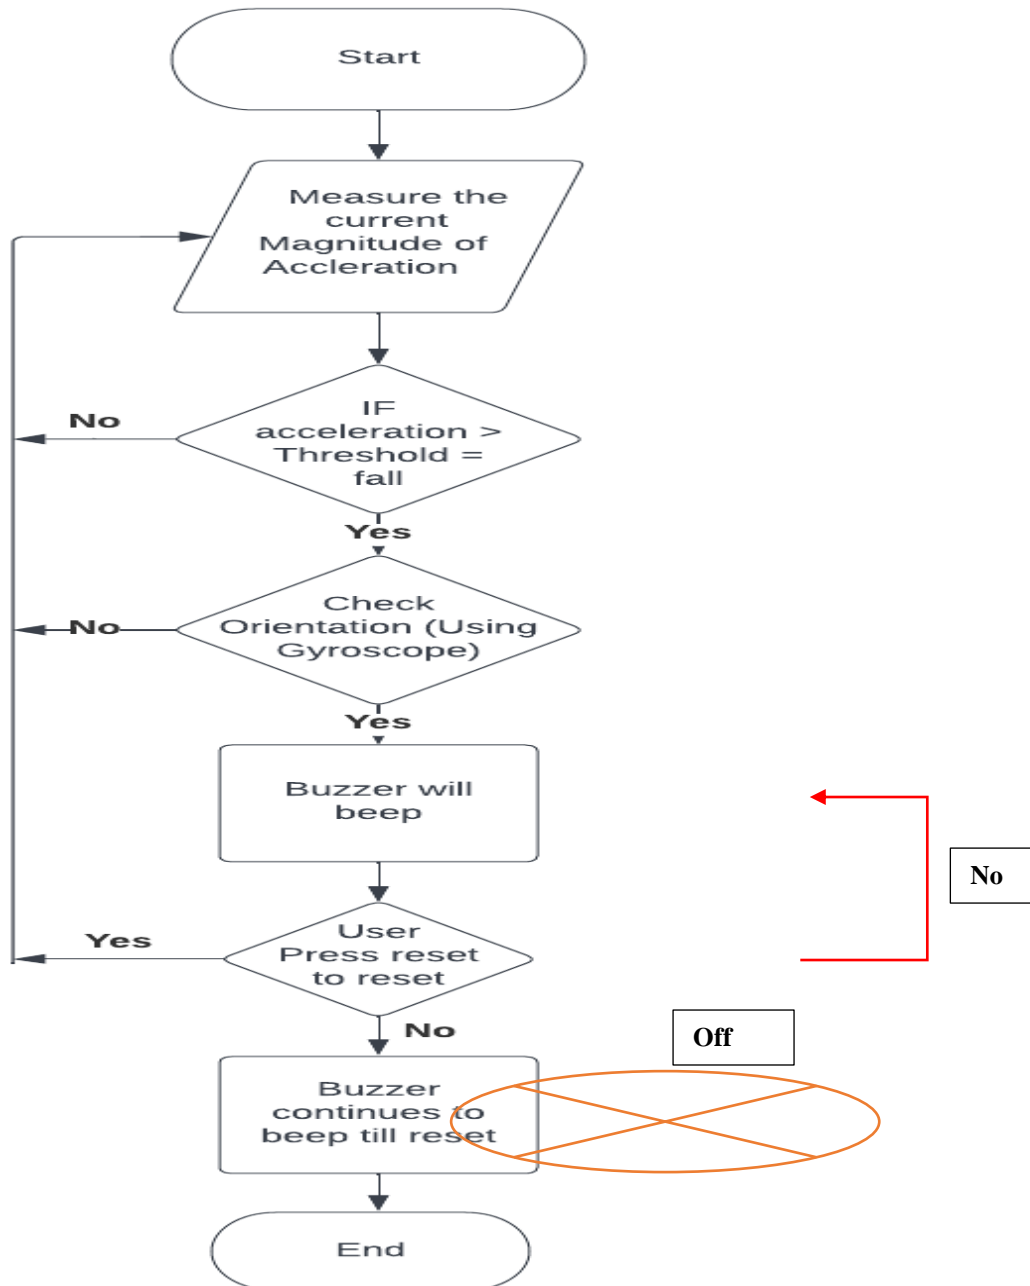 Start
Measure the
current
Magnitude of
Accleration
No
IF
acceleration >
Threshold =
fall
Yes
No
Check
Orientation (Using
Gyroscope)
Yes
Buzzer will
beep
No
Yes
User
Press reset
to reset
No
Off
Buzzer
continues to
beep till reset
End